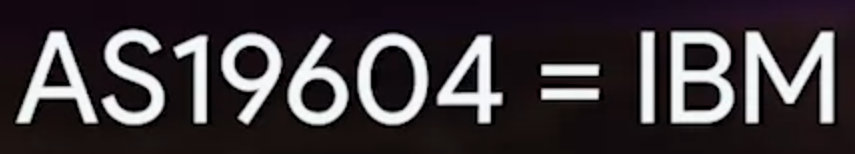 AS19604 = IBM